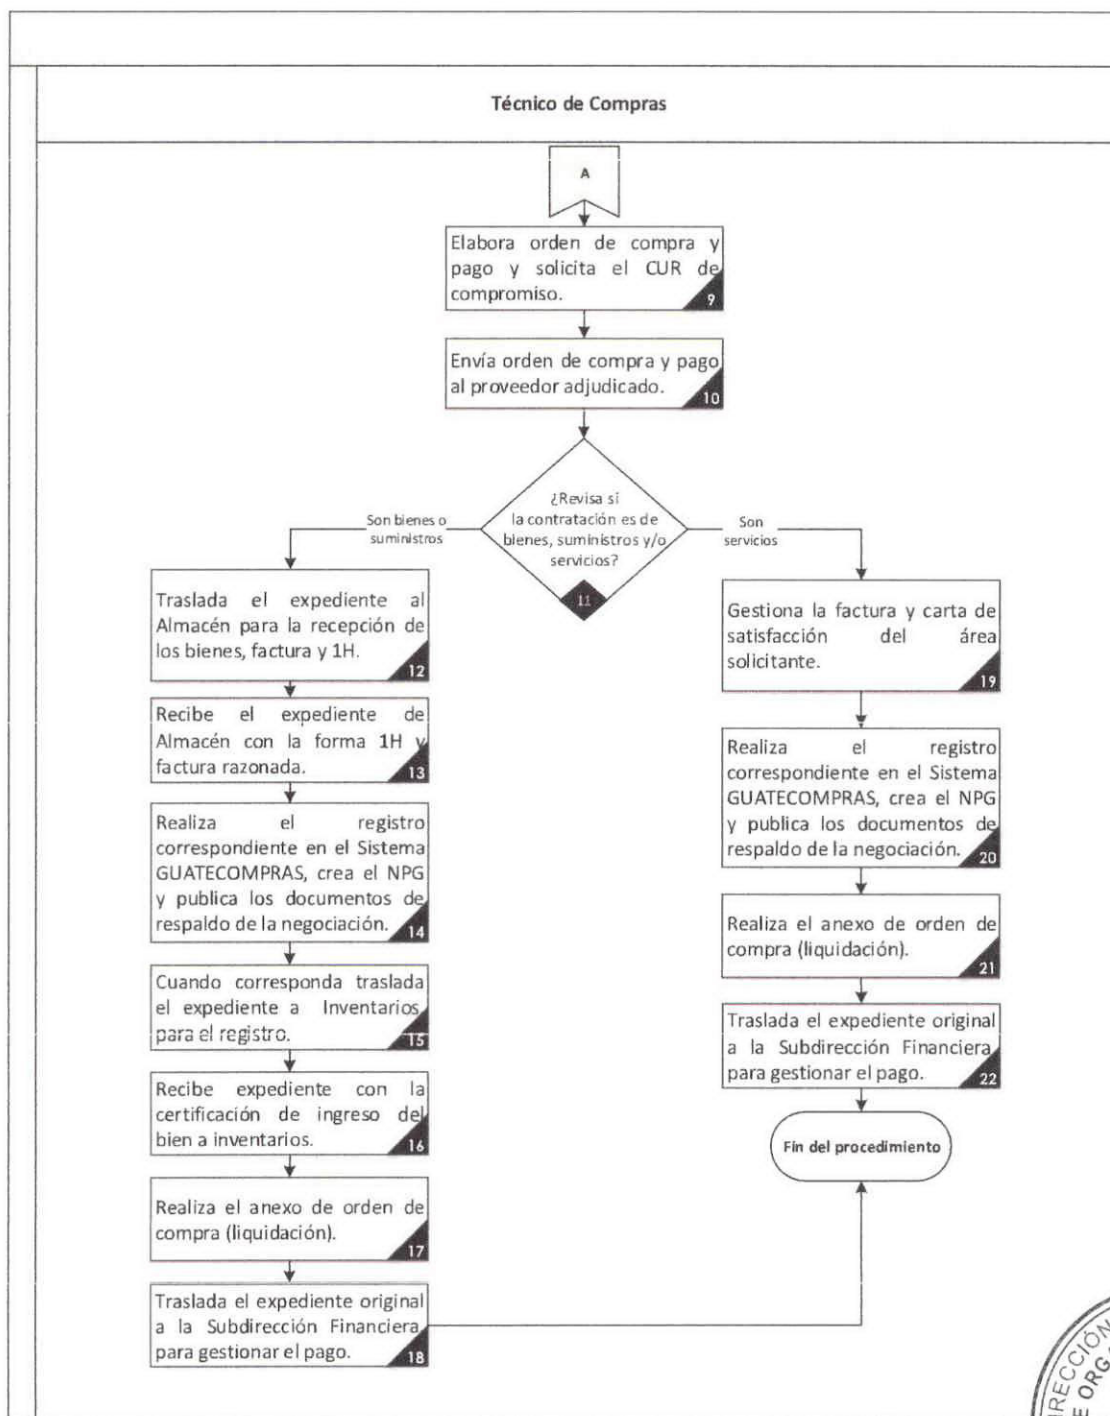 Técnico de Compras
A
Elabora orden de compra y
pago y solicita el CUR de
compromiso.
9
Envía orden de compra y pago
al proveedor adjudicado.
10
¿Revisa si
la contratación es de
bienes, suministros y/o
servicios?
11
Son bienes o
suministros
Son
servicios
Traslada el expediente al
Almacén para la recepción de
los bienes, factura y 1H.
12
Recibe el expediente de
Almacén con la forma 1H y
factura razonada.
13
Realiza el registro
correspondiente en el Sistema
GUATECOMPRAS, crea el NPG
y publica los documentos de
respaldo de la negociación.
14
Cuando corresponda traslada
el expediente a Inventarios
para el registro.
15
Recibe expediente con la
certificación de ingreso del
bien a inventarios.
16
Realiza el anexo de orden de
compra (liquidación).
17
Traslada el expediente original
a la Subdirección Financiera
para gestionar el pago.
18
Gestiona la factura y carta de
satisfacción del área
solicitante.
19
Realiza el registro
correspondiente en el Sistema
GUATECOMPRAS, crea el NPG
y publica los documentos de
respaldo de la negociación.
20
Realiza el anexo de orden de
compra (liquidación).
21
Traslada el expediente original
a la Subdirección Financiera
para gestionar el pago.
22
Fin del procedimiento